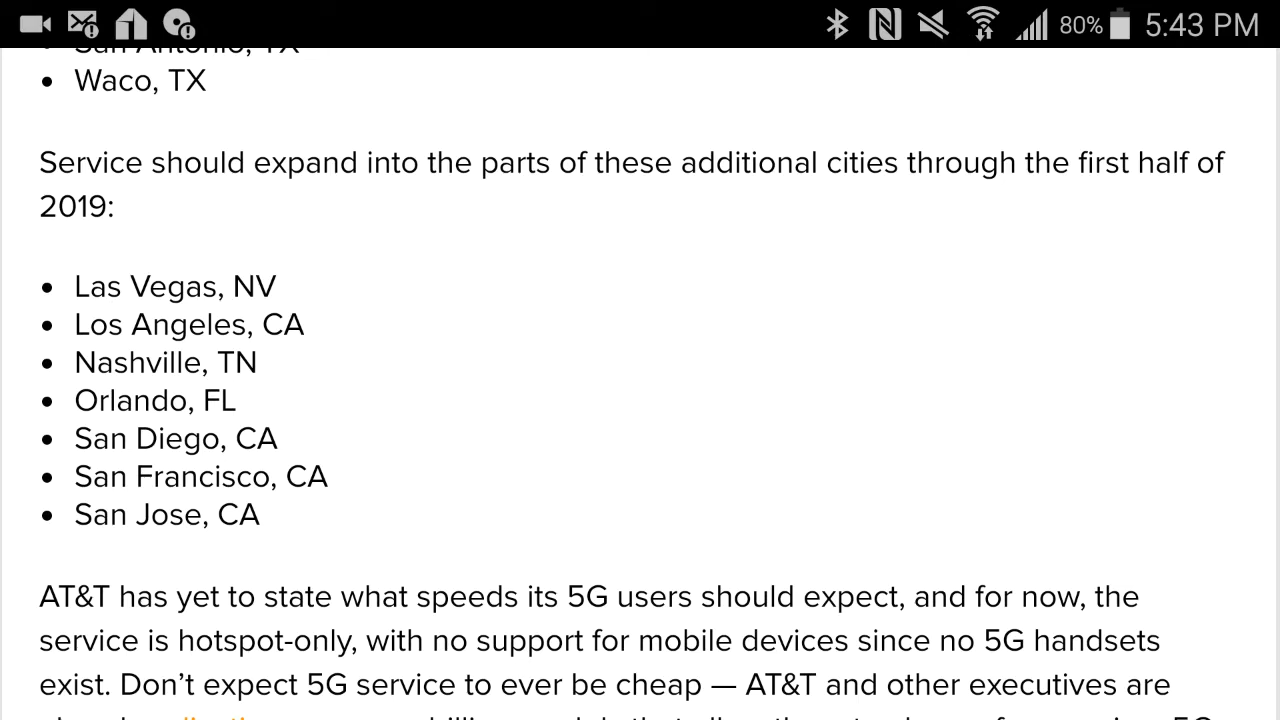 80% 5:43 PM
San Antonio, TX
• Waco, TX
Service should expand into the parts of these additional cities through the first half of
2019:
• Las Vegas, NV
• Los Angeles, CA
• Nashville, TN
• Orlando, FL
• San Diego, CA
• San Francisco, CA
• San Jose, CA
AT&T has yet to state what speeds its 5G users should expect, and for now, the
service is hotspot-only, with no support for mobile devices since no 5G handsets
exist. Don’t expect 5G service to ever be cheap — AT&T and other executives are